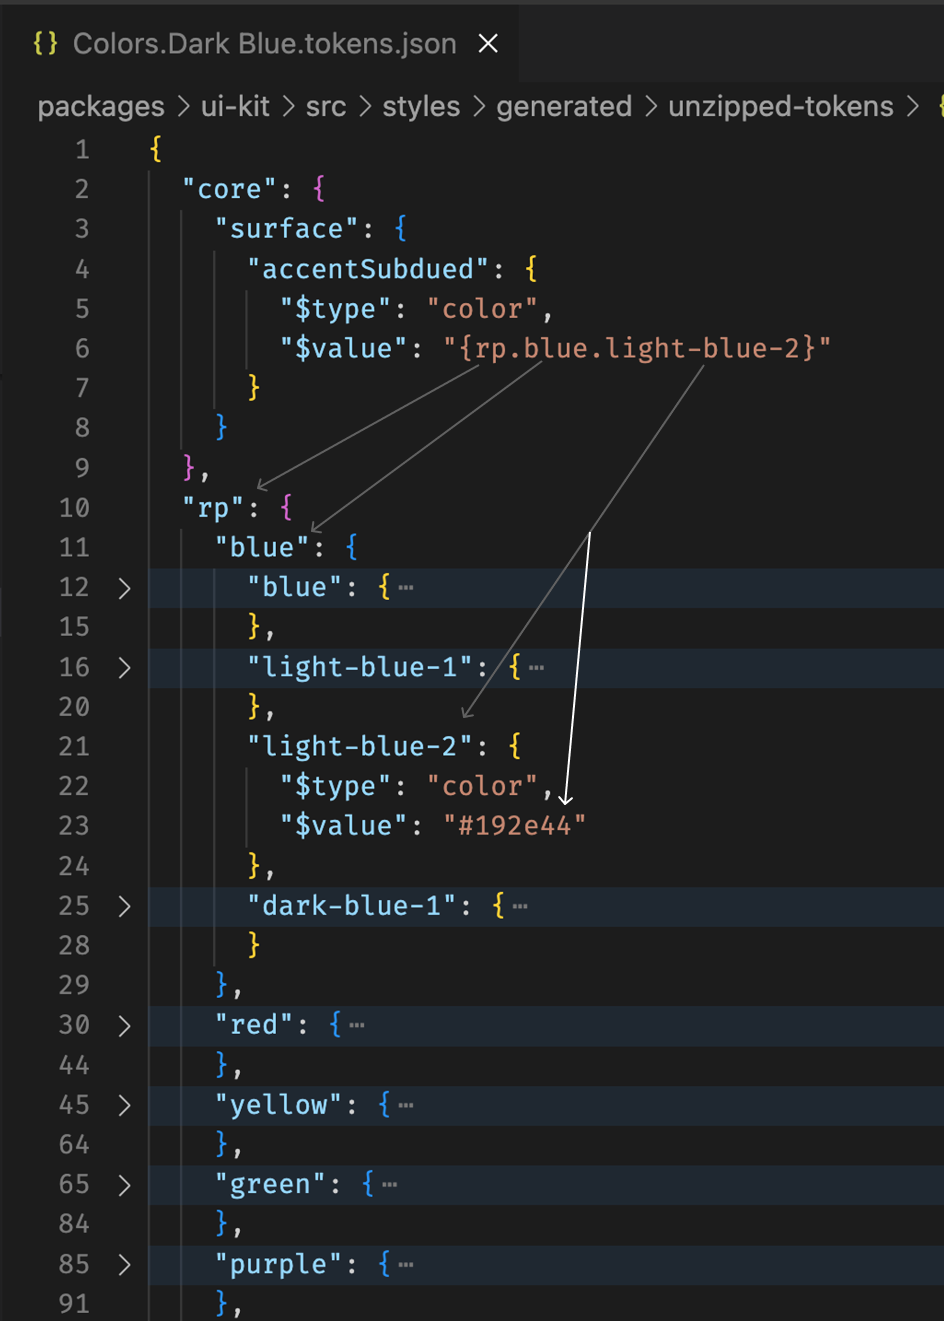 {} Colors.Dark Blue.tokens.json ×
packages > ui-kit > src > styles > generated > unzipped-tokens > {
1 {
2 "core": {
3 "surface": {
4 "accentSubdued": {
5 "$type": "color",
6 "$value": "{rp.blue.light-blue-2}"
7 }
8 }
9 },
10 "rp": {
11 "blue": {
12 > "blue": { ⋯
15 },
16 > "light-blue-1": { ⋯
20 },
21 "light-blue-2": {
22 "$type": "color",
23 "$value": "#192e44"
24 },
25 > "dark-blue-1": { ⋯
28 }
29 },
30 > "red": { ⋯
44 },
45 > "yellow": { ⋯
64 },
65 > "green": { ⋯
84 },
85 > "purple": { ⋯
91 },